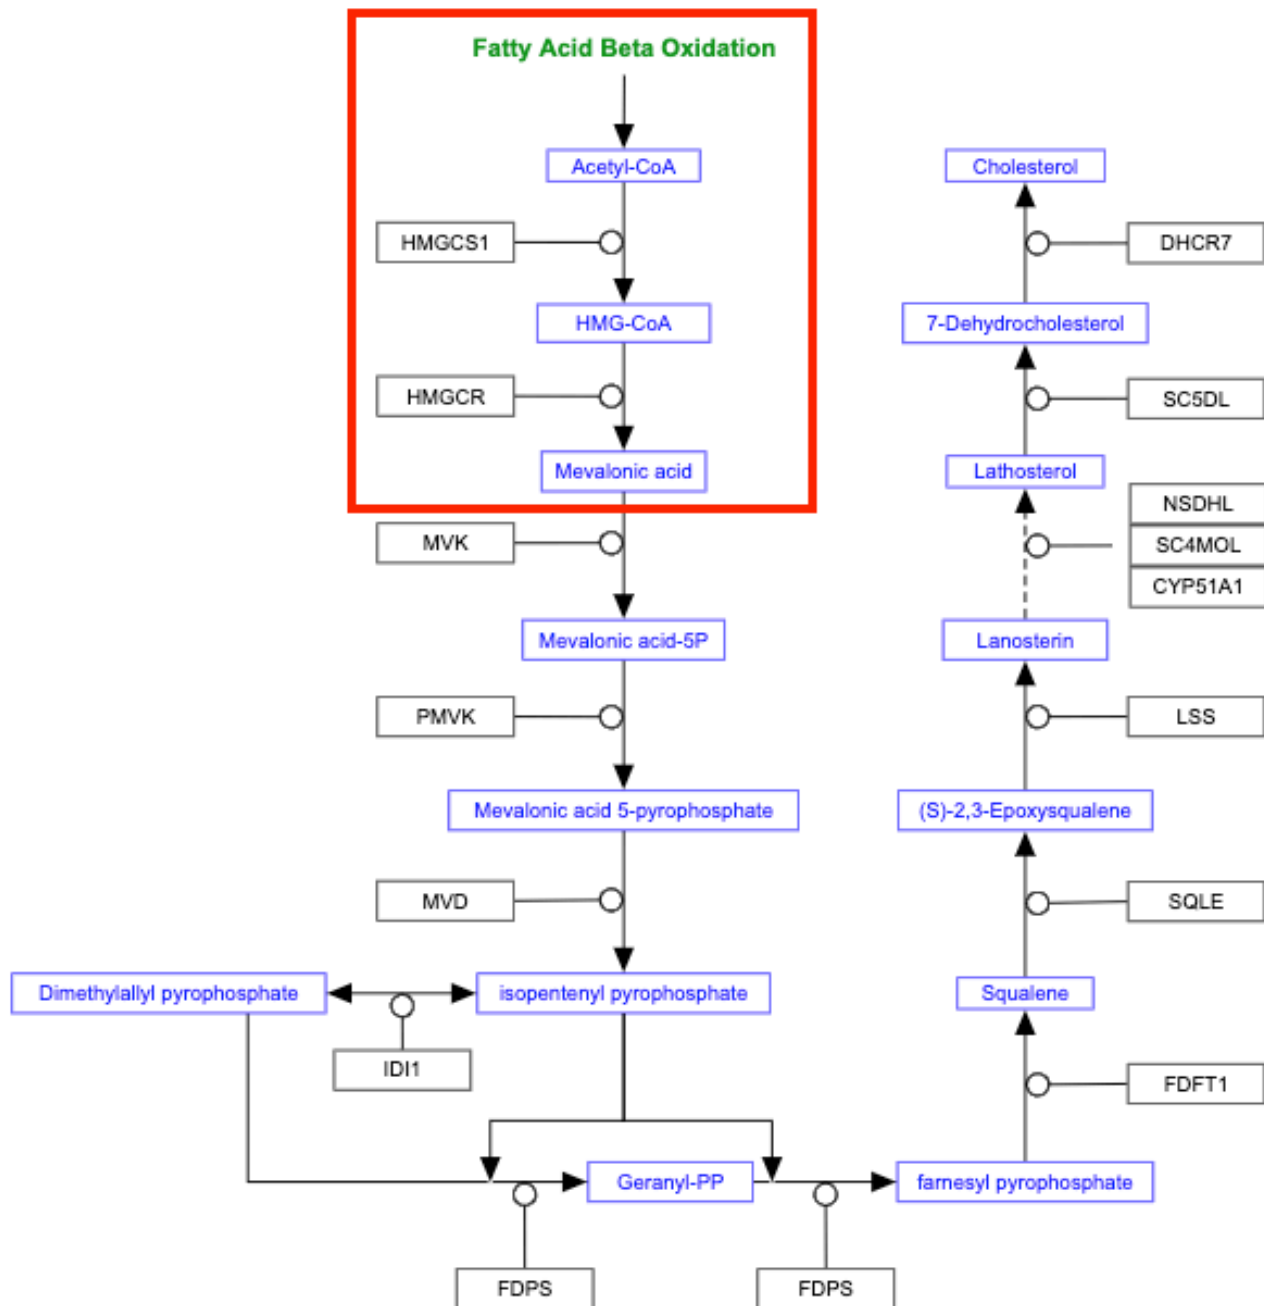 Fatty Acid Beta Oxidation
Acetyl-CoA
HMGCS1
HMG-CoA
HMGCR
Mevalonic acid
MVK
Mevalonic acid-5P
PMVK
Mevalonic acid 5-pyrophosphate
MVD
Dimethylallyl pyrophosphate
isopentenyl pyrophosphate
IDI1
Geranyl-PP
farnesyl pyrophosphate
FDPS
FDPS
Cholesterol
DHCR7
7-Dehydrocholesterol
SC5DL
Lathosterol
NSDHL
SC4MOL
CYP51A1
Lanosterin
LSS
(S)-2,3-Epoxysqualene
SQLE
Squalene
FDFT1